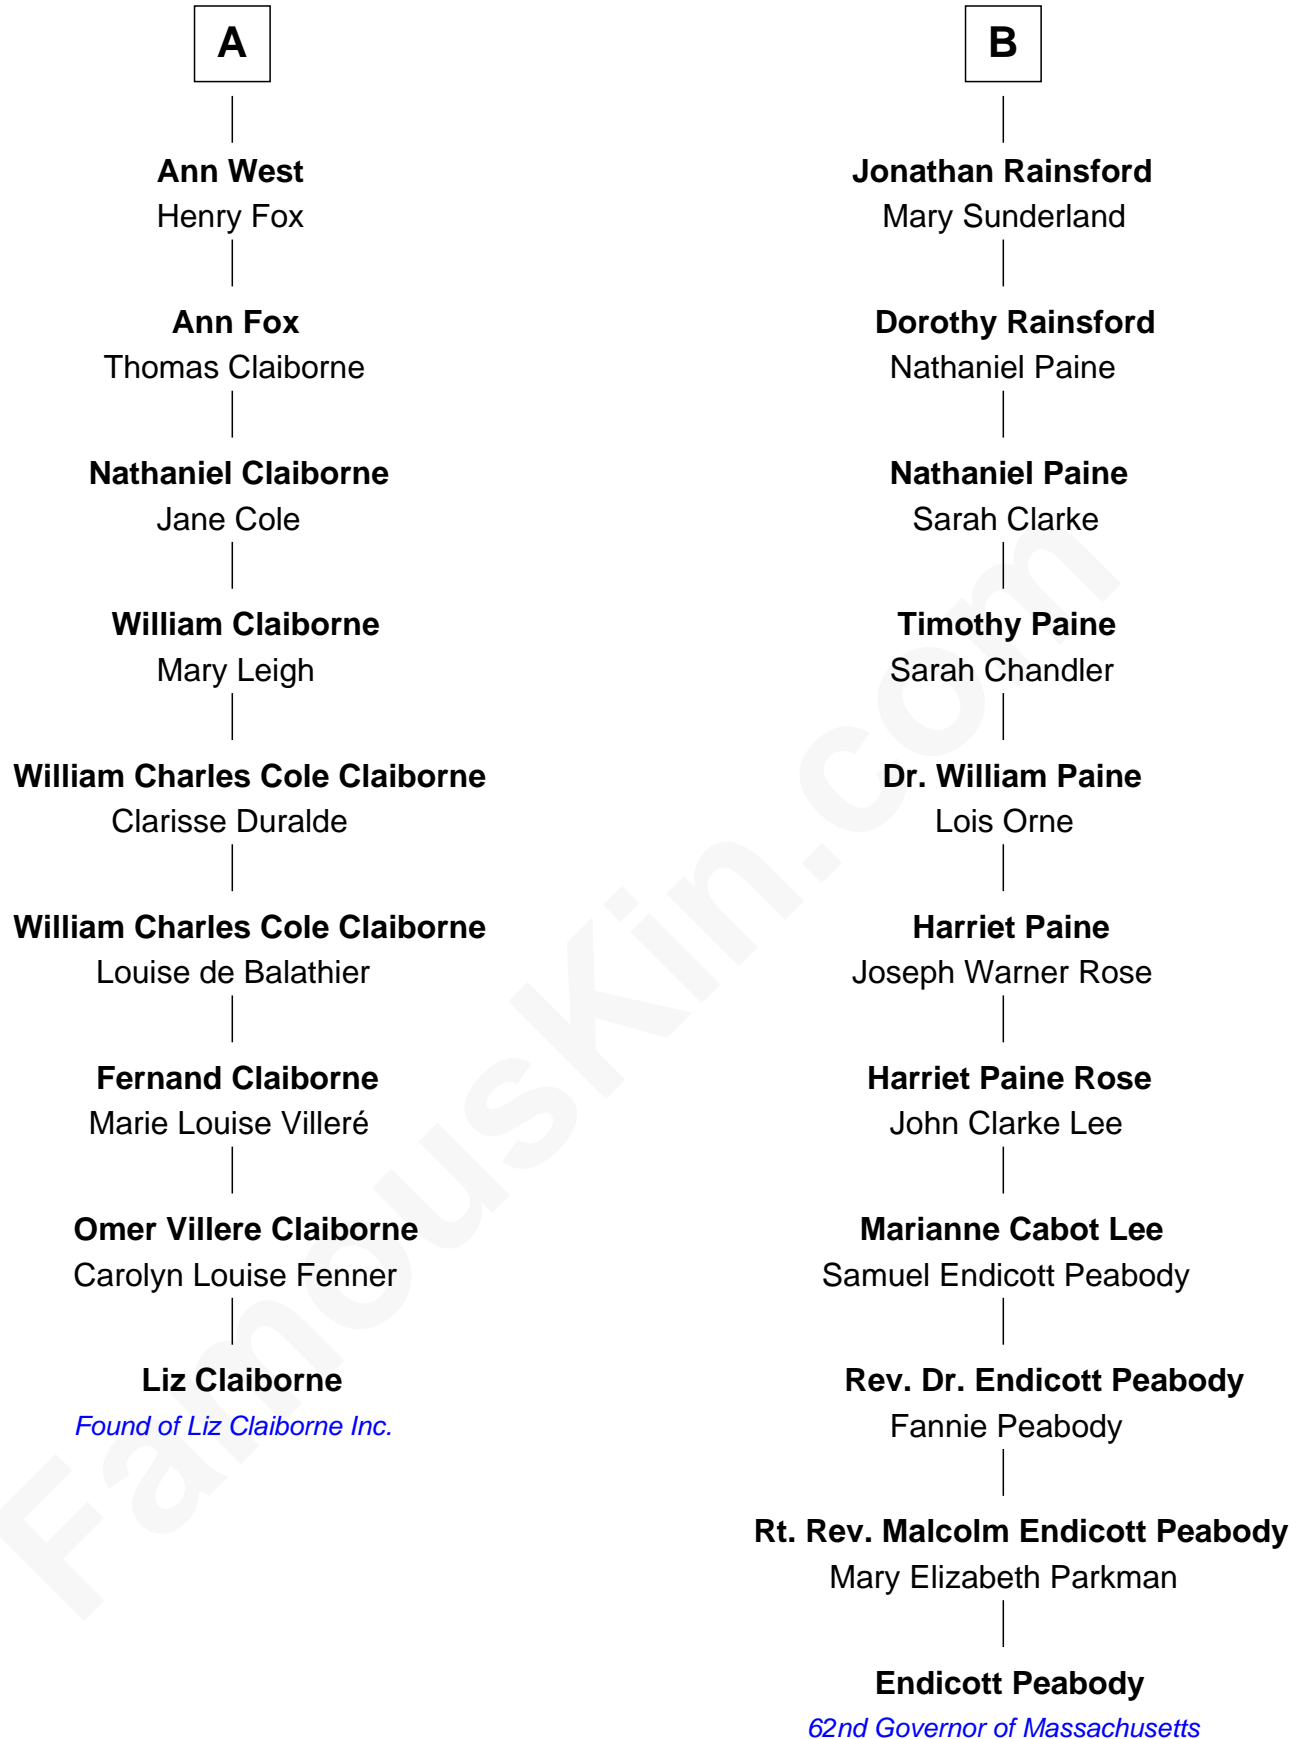 A
Ann West
Henry Fox
Ann Fox
Thomas Claiborne
Nathaniel Claiborne
Jane Cole
William Claiborne
Mary Leigh
William Charles Cole Claiborne
Clarisse Duralde
William Charles Cole Claiborne
Louise de Balathier
Fernand Claiborne
Marie Louise Villeré
Omer Villere Claiborne
Carolyn Louise Fenner
Liz Claiborne
Found of Liz Claiborne Inc.
B
Jonathan Rainsford
Mary Sunderland
Dorothy Rainsford
Nathaniel Paine
Nathaniel Paine
Sarah Clarke
Timothy Paine
Sarah Chandler
Dr. William Paine
Lois Orne
Harriet Paine
Joseph Warner Rose
Harriet Paine Rose
John Clarke Lee
Marianne Cabot Lee
Samuel Endicott Peabody
Rev. Dr. Endicott Peabody
Fannie Peabody
Rt. Rev. Malcolm Endicott Peabody
Mary Elizabeth Parkman
Endicott Peabody
62nd Governor of Massachusetts
FamousKin.com